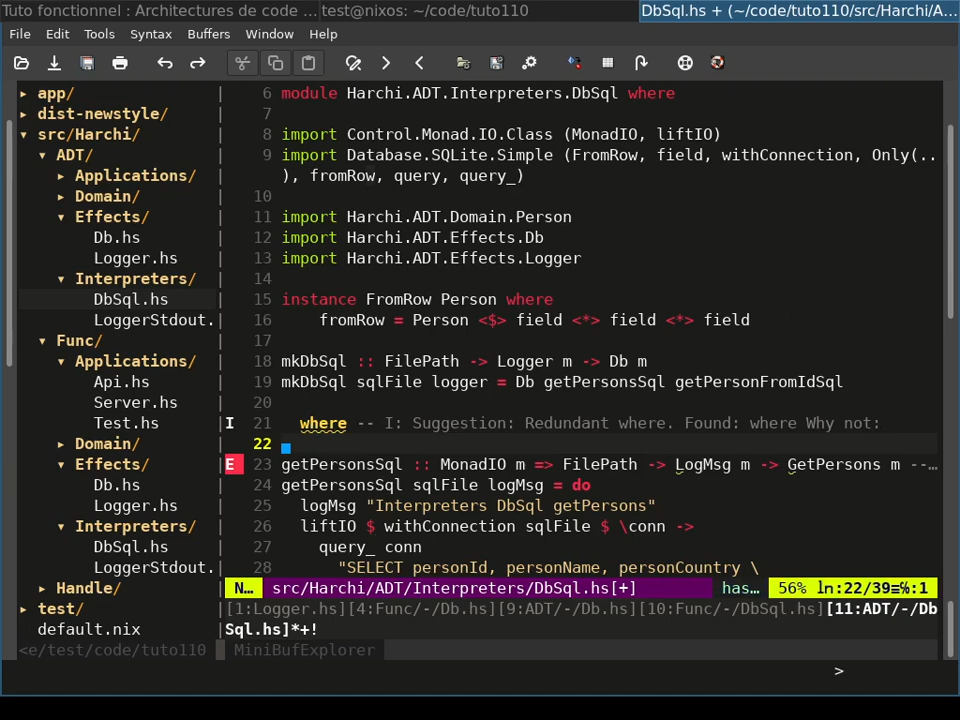 Tuto fonctionnel : Architectures de code ... test@nixos: ~/code/tuto110 DbSql.hs + (~/code/tuto110/src/Harchi/A...
File Edit Tools Syntax Buffers Window Help
▸ app/ | 6 module Harchi.ADT.Interpreters.DbSql where
▸ dist-newstyle/ | 7
▾ src/Harchi/ | 8 import Control.Monad.IO.Class (MonadIO, liftIO)
▾ ADT/ | 9 import Database.SQLite.Simple (FromRow, field, withConnection, Only(..
▸ Applications/ | ), fromRow, query, query_)
▸ Domain/ | 10
▾ Effects/ | 11 import Harchi.ADT.Domain.Person
Db.hs | 12 import Harchi.ADT.Effects.Db
Logger.hs | 13 import Harchi.ADT.Effects.Logger
▾ Interpreters/ | 14
DbSql.hs | 15 instance FromRow Person where
LoggerStdout. | 16 fromRow = Person <$> field <*> field <*> field
▾ Func/ | 17
▾ Applications/ | 18 mkDbSql :: FilePath -> Logger m -> Db m
Api.hs | 19 mkDbSql sqlFile logger = Db getPersonsSql getPersonFromIdSql
Server.hs | 20
Test.hs | I 21 where -- I: Suggestion: Redundant where. Found: where Why not:
▸ Domain/ | 22
▾ Effects/ | E 23 getPersonsSql :: MonadIO m => FilePath -> LogMsg m -> GetPersons m --…
Db.hs | 24 getPersonsSql sqlFile logMsg = do
Logger.hs | 25 logMsg "Interpreters DbSql getPersons"
▾ Interpreters/ | 26 liftIO $ withConnection sqlFile $ \conn ->
DbSql.hs | 27 query_ conn
LoggerStdout. | 28 "SELECT personId, personName, personCountry \
▸ Handle/ | N… src/Harchi/ADT/Interpreters/DbSql.hs[+] has… 56% ln:22/39≡%:1
▸ test/ |[1:Logger.hs][4:Func/-/Db.hs][9:ADT/-/Db.hs][10:Func/-/DbSql.hs][11:ADT/-/Db
default.nix |Sql.hs]*+!
<e/test/code/tuto110 MiniBufExplorer
>